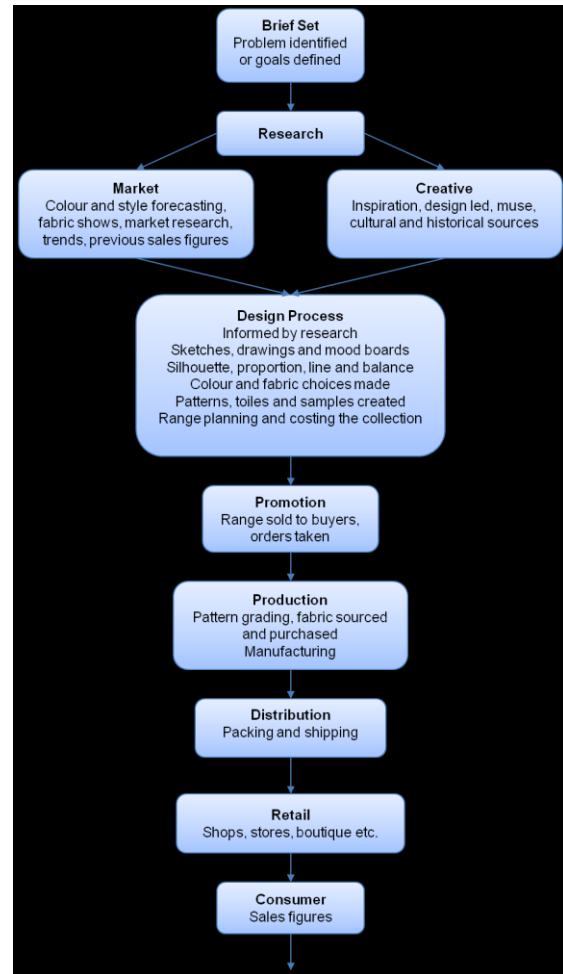 Brief Set
Problem identified
or goals defined
Research
Market
Colour and style forecasting,
fabric shows, market research,
trends, previous sales figures
Creative
Inspiration, design led, muse,
cultural and historical sources
Design Process
Informed by research
Sketches, drawings and mood boards
Silhouette, proportion, line and balance
Colour and fabric choices made
Patterns, toiles and samples created
Range planning and costing the collection
Promotion
Range sold to buyers,
orders taken
Production
Pattern grading, fabric sourced
and purchased
Manufacturing
Distribution
Packing and shipping
Retail
Shops, stores, boutique etc.
Consumer
Sales figures